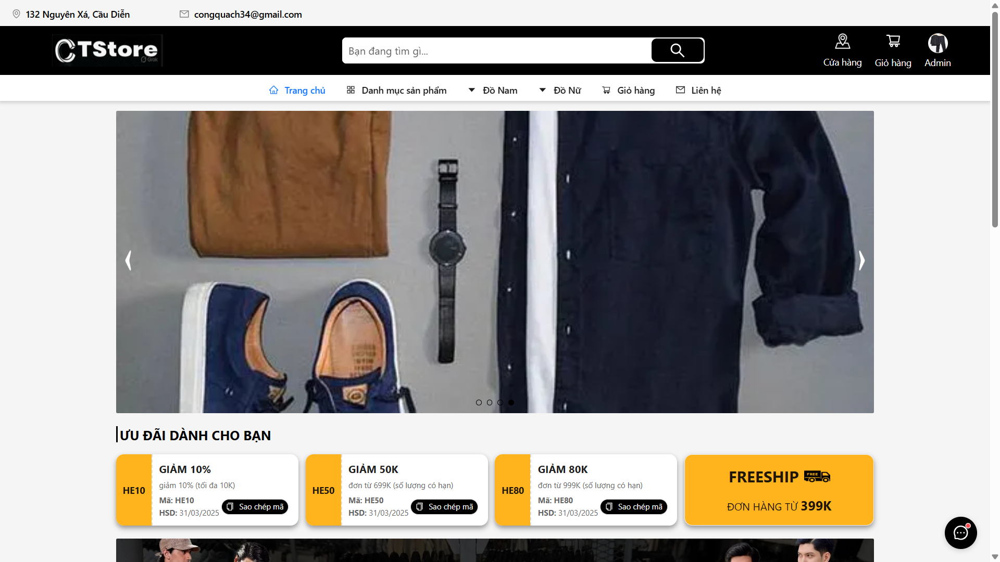 132 Nguyên Xá, Cầu Diễn
congquach34@gmail.com
CTStore
Grok
Bạn đang tìm gì...
Cửa hàng
Giỏ hàng
Admin
Trang chủ
Danh mục sản phẩm
Đồ Nam
Đồ Nữ
Giỏ hàng
Liên hệ
ƯU ĐÃI DÀNH CHO BẠN
HE10
GIẢM 10%
giảm 10% (tối đa 10K)
Mã: HE10
HSD: 31/03/2025
Sao chép mã
HE50
GIẢM 50K
đơn từ 699K (số lượng có hạn)
Mã: HE50
HSD: 31/03/2025
Sao chép mã
HE80
GIẢM 80K
đơn từ 999K (số lượng có hạn)
Mã: HE80
HSD: 31/03/2025
Sao chép mã
FREESHIP
FREE
ĐƠN HÀNG TỪ 399K